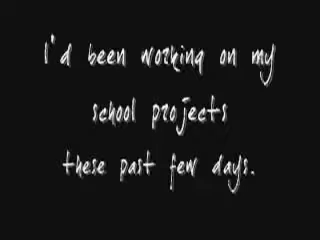 I'd been working on my
school projects
these past few days.